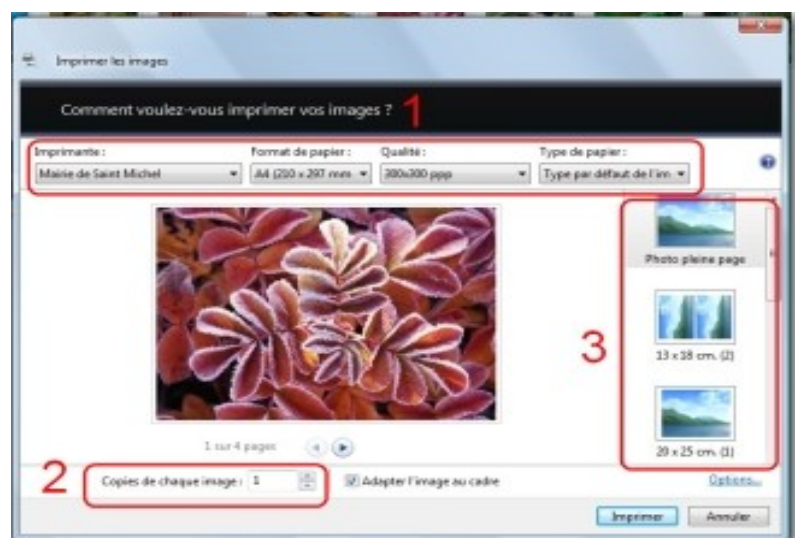 Imprimer les images
Comment voulez-vous imprimer vos images ? 1
Imprimante : Format de papier : Qualité : Type de papier :
Mairie de Saint Michel A4 (210 x 297 mm 300x300 ppp Type par défaut de l'im
Photo pleine page
3
13 x 18 cm. (2)
20 x 25 cm. (1)
1 sur 4 pages
2 Copies de chaque image : 1 Adapter l'image au cadre Options...
Imprimer Annuler